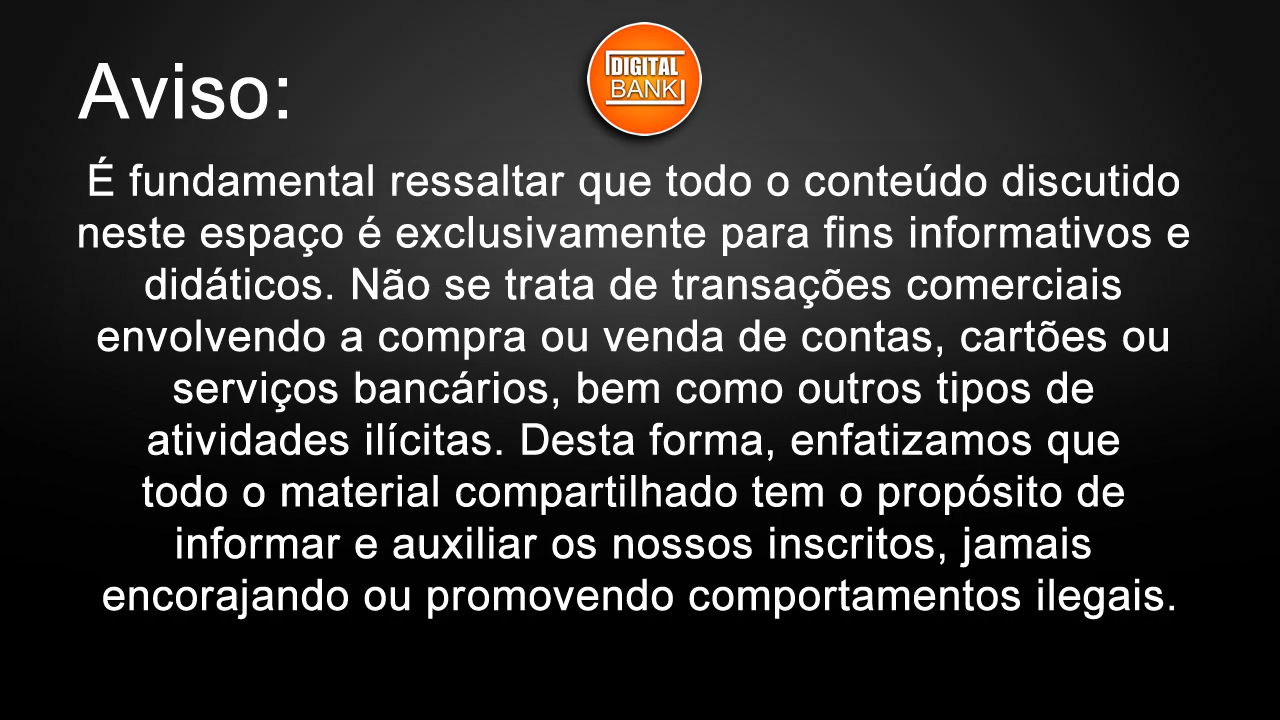 Aviso:
DIGITAL
BANK
É fundamental ressaltar que todo o conteúdo discutido
neste espaço é exclusivamente para fins informativos e
didáticos. Não se trata de transações comerciais
envolvendo a compra ou venda de contas, cartões ou
serviços bancários, bem como outros tipos de
atividades ilícitas. Desta forma, enfatizamos que
todo o material compartilhado tem o propósito de
informar e auxiliar os nossos inscritos, jamais
encorajando ou promovendo comportamentos ilegais.